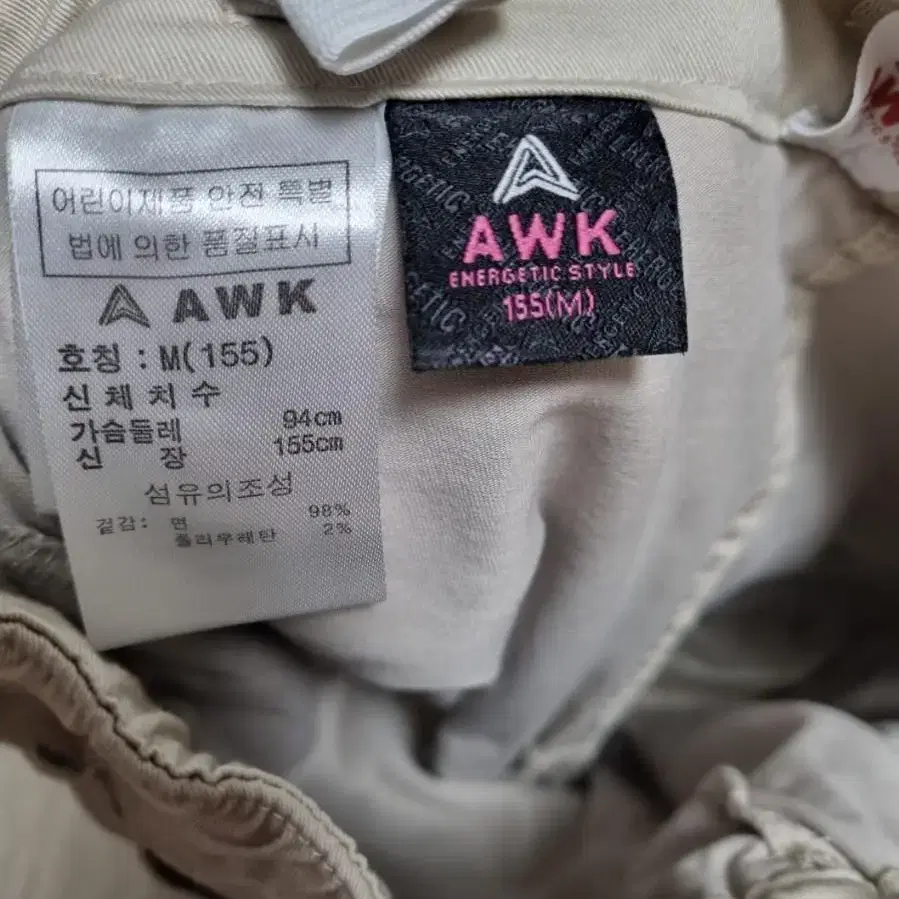 어린이제품 안전 특별
법에 의한 품질표시
AWK
호칭 : M(155)
신체치수
가슴둘레 94cm
신 장 155cm
섬유의조성
겉감: 면 98%
폴리우레탄 2%
AWK
ENERGETIC STYLE
155(M)